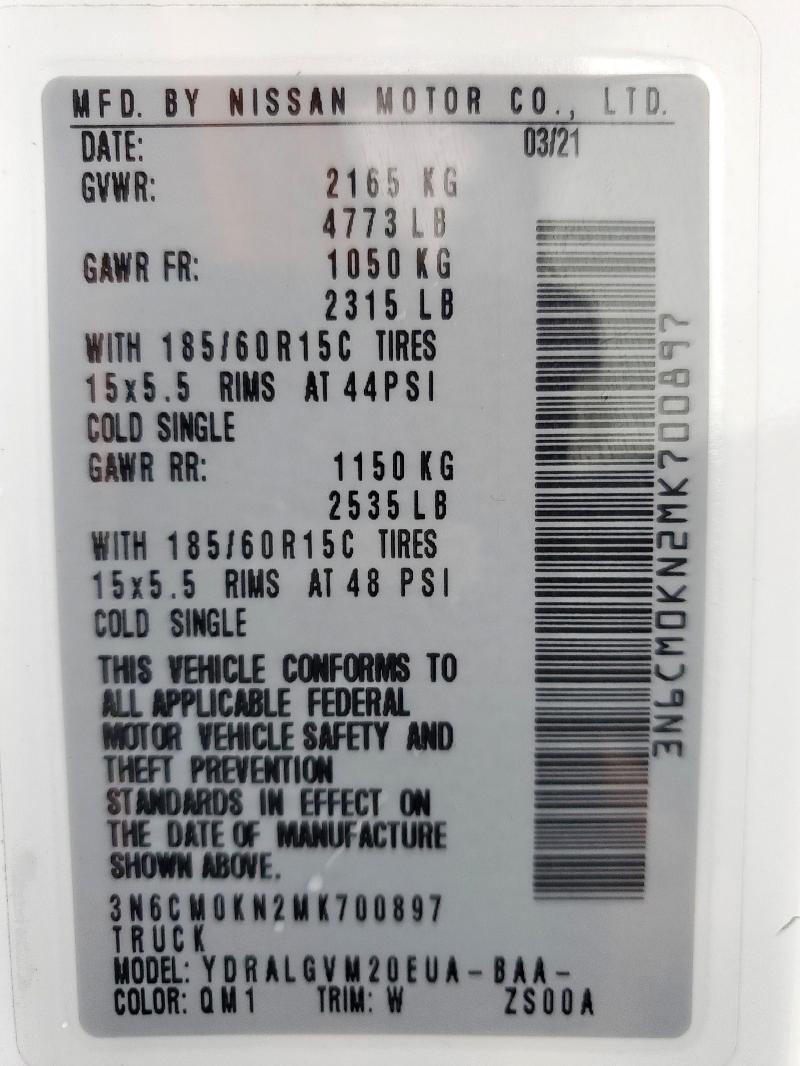 MFD. BY NISSAN MOTOR CO., LTD.
DATE: 03/21
GVWR: 2165 KG
4773 LB
GAWR FR: 1050 KG
2315 LB
WITH 185/60R15C TIRES
15x5.5 RIMS AT 44PSI
COLD SINGLE
GAWR RR: 1150 KG
2535 LB
WITH 185/60R15C TIRES
15x5.5 RIMS AT 48 PSI
COLD SINGLE
THIS VEHICLE CONFORMS TO
ALL APPLICABLE FEDERAL
MOTOR VEHICLE SAFETY AND
THEFT PREVENTION
STANDARDS IN EFFECT ON
THE DATE OF MANUFACTURE
SHOWN ABOVE.
3N6CM0KN2MK700897
TRUCK
MODEL: YDRALGVM20EUA-BAA-
COLOR: QM1 TRIM: W ZS00A
3N6CM0KN2MK700897